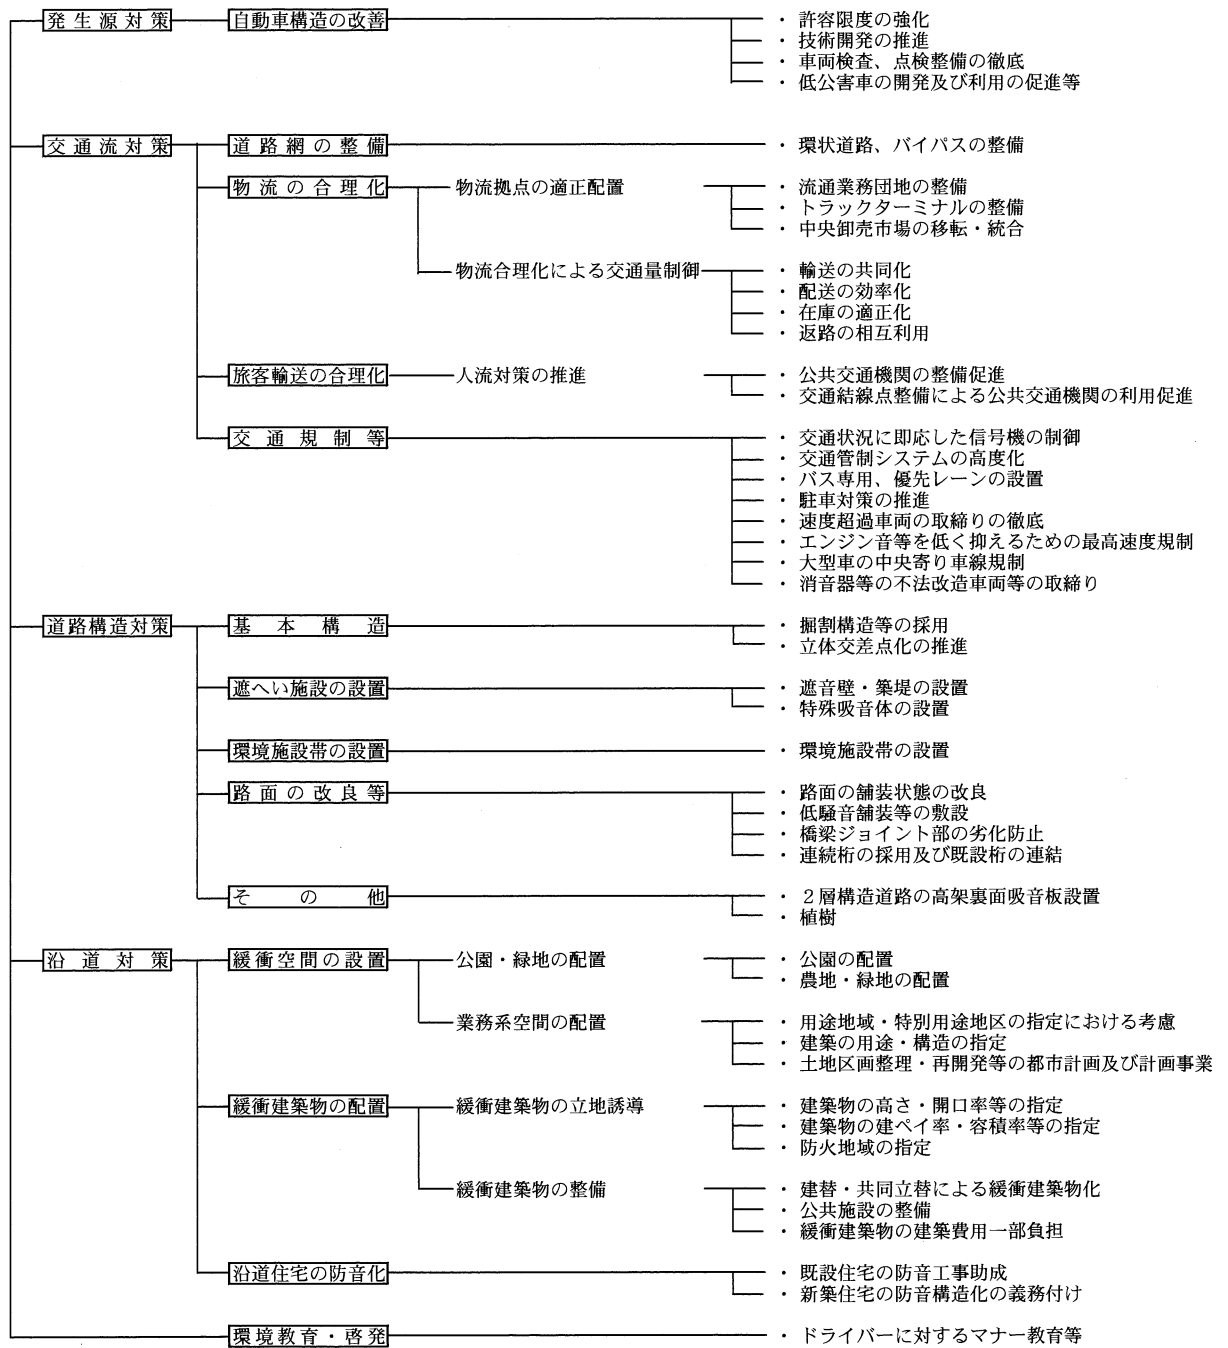 発生源対策 自動車構造の改善 ・許容限度の強化
・技術開発の推進
・車両検査、点検整備の徹底
・低公害車の開発及び利用の促進等
交通流対策 道路網の整備 ・環状道路、バイパスの整備
物流の合理化 物流拠点の適正配置 ・流通業務団地の整備
・トラックターミナルの整備
・中央卸売市場の移転・統合
物流合理化による交通量制御 ・輸送の共同化
・配送の効率化
・在庫の適正化
・返路の相互利用
旅客輸送の合理化 人流対策の推進 ・公共交通機関の整備促進
・交通結線点整備による公共交通機関の利用促進
交通規制等 ・交通状況に即応した信号機の制御
・交通管制システムの高度化
・バス専用、優先レーンの設置
・駐車対策の推進
・速度超過車両の取締りの徹底
・エンジン音等を低く抑えるための最高速度規制
・大型車の中央寄り車線規制
・消音器等の不法改造車両等の取締り
道路構造対策 基本構造 ・掘割構造等の採用
・立体交差点化の推進
遮へい施設の設置 ・遮音壁・築堤の設置
・特殊吸音体の設置
環境施設帯の設置 ・環境施設帯の設置
路面の改良等 ・路面の舗装状態の改良
・低騒音舗装等の敷設
・橋梁ジョイント部の劣化防止
・連続桁の採用及び既設桁の連結
その他 ・２層構造道路の高架裏面吸音板設置
・植樹
沿道対策 緩衝空間の設置 公園・緑地の配置 ・公園の配置
・農地・緑地の配置
業務系空間の配置 ・用途地域・特別用途地区の指定における考慮
・建築の用途・構造の指定
・土地区画整理・再開発等の都市計画及び計画事業
緩衝建築物の配置 緩衝建築物の立地誘導 ・建築物の高さ・開口率等の指定
・建築物の建ペイ率・容積率等の指定
・防火地域の指定
緩衝建築物の整備 ・建替・共同立替による緩衝建築物化
・公共施設の整備
・緩衝建築物の建築費用一部負担
沿道住宅の防音化 ・既設住宅の防音工事助成
・新築住宅の防音構造化の義務付け
環境教育・啓発 ・ドライバーに対するマナー教育等